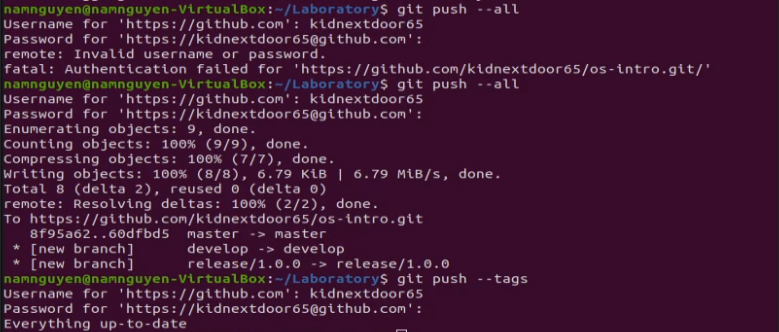 namnguyen@namnguyen-VirtualBox:~/Laboratory$ git push --all
Username for 'https://github.com': kidnextdoor65
Password for 'https://kidnextdoor65@github.com':
remote: Invalid username or password.
fatal: Authentication failed for 'https://github.com/kidnextdoor65/os-intro.git/'
namnguyen@namnguyen-VirtualBox:~/Laboratory$ git push --all
Username for 'https://github.com': kidnextdoor65
Password for 'https://kidnextdoor65@github.com':
Enumerating objects: 9, done.
Counting objects: 100% (9/9), done.
Compressing objects: 100% (7/7), done.
Writing objects: 100% (8/8), 6.79 KiB | 6.79 MiB/s, done.
Total 8 (delta 2), reused 0 (delta 0)
remote: Resolving deltas: 100% (2/2), done.
To https://github.com/kidnextdoor65/os-intro.git
   8f95a62..60dfbd5  master -> master
 * [new branch]      develop -> develop
 * [new branch]      release/1.0.0 -> release/1.0.0
namnguyen@namnguyen-VirtualBox:~/Laboratory$ git push --tags
Username for 'https://github.com': kidnextdoor65
Password for 'https://kidnextdoor65@github.com':
Everything up-to-date